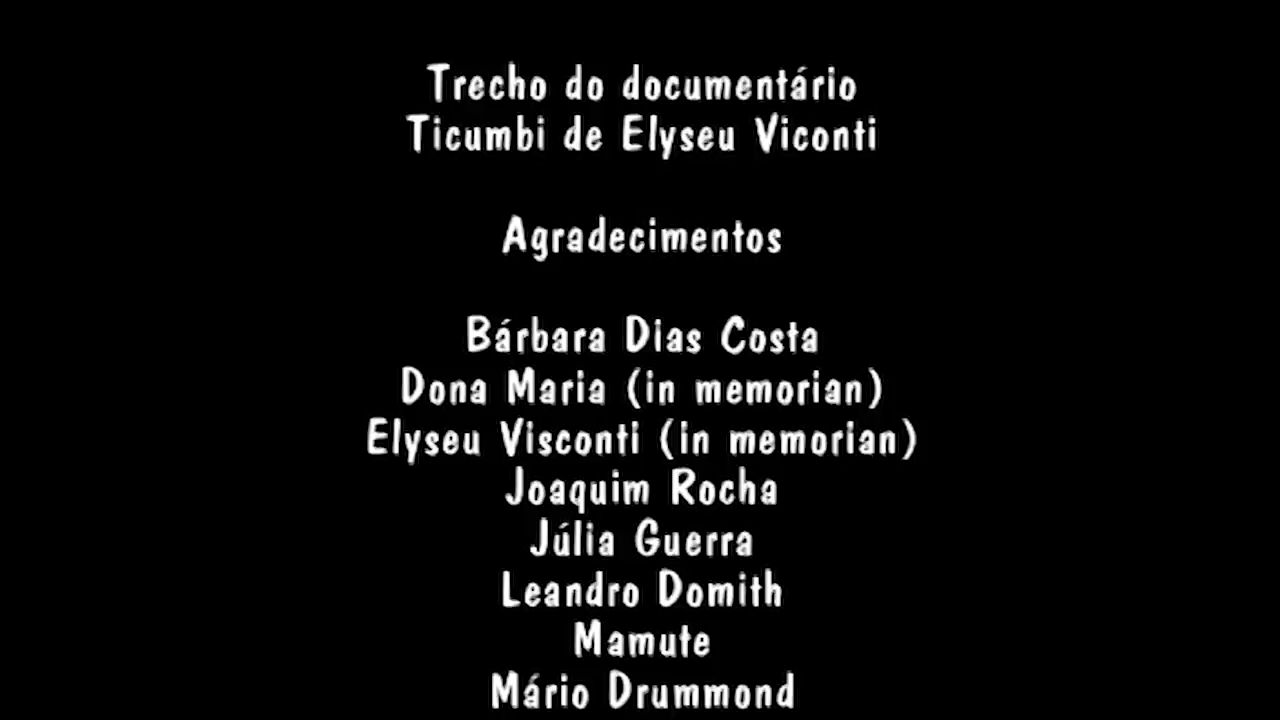 Trecho do documentário
Ticumbi de Elyseu Viconti
Agradecimentos
Bárbara Dias Costa
Dona Maria (in memorian)
Elyseu Visconti (in memorian)
Joaquim Rocha
Júlia Guerra
Leandro Domith
Mamute
Mário Drummond